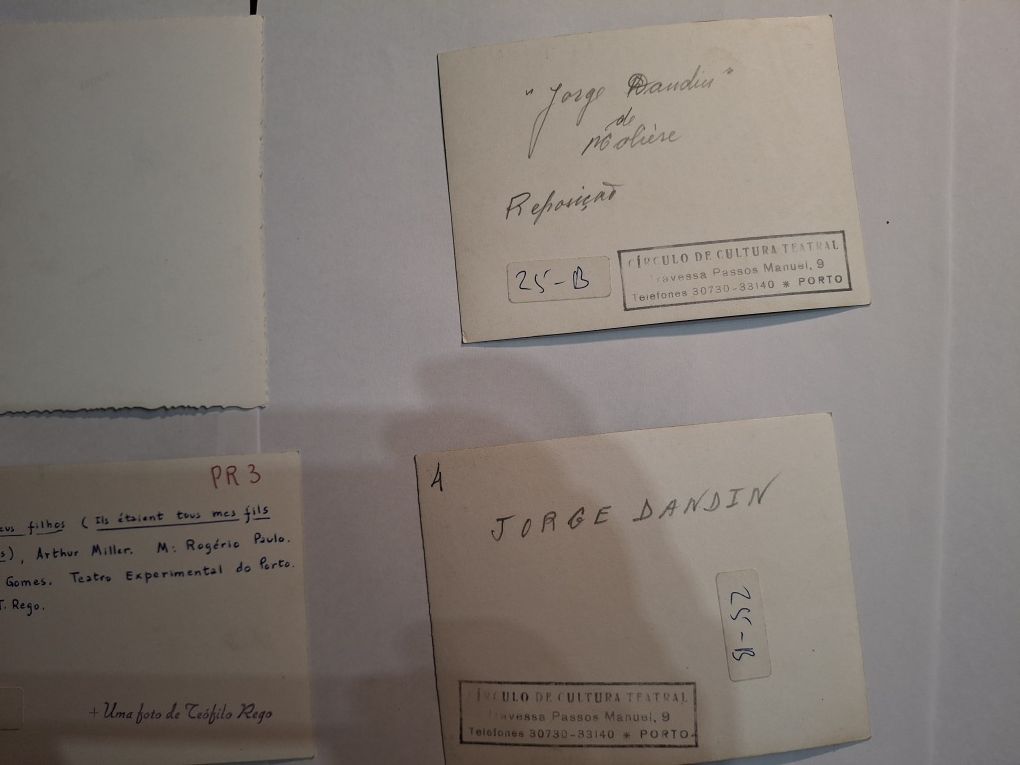 "Jorge Dandin"
de
Molière
Reposição
25-B
CÍRCULO DE CULTURA TEATRAL
Travessa Passos Manuel, 9
Telefones 30730-33140 * PORTO
PR 3
eus filhos (Ils étaient tous mes fils
s), Arthur Miller. M: Rogério Paulo.
Gomes. Teatro Experimental do Porto.
T. Rego.
+ Uma foto de Teófilo Rego
4
JORGE DANDIN
CÍRCULO DE CULTURA TEATRAL
Travessa Passos Manuel, 9
Telefones 30730-33140 * PORTO